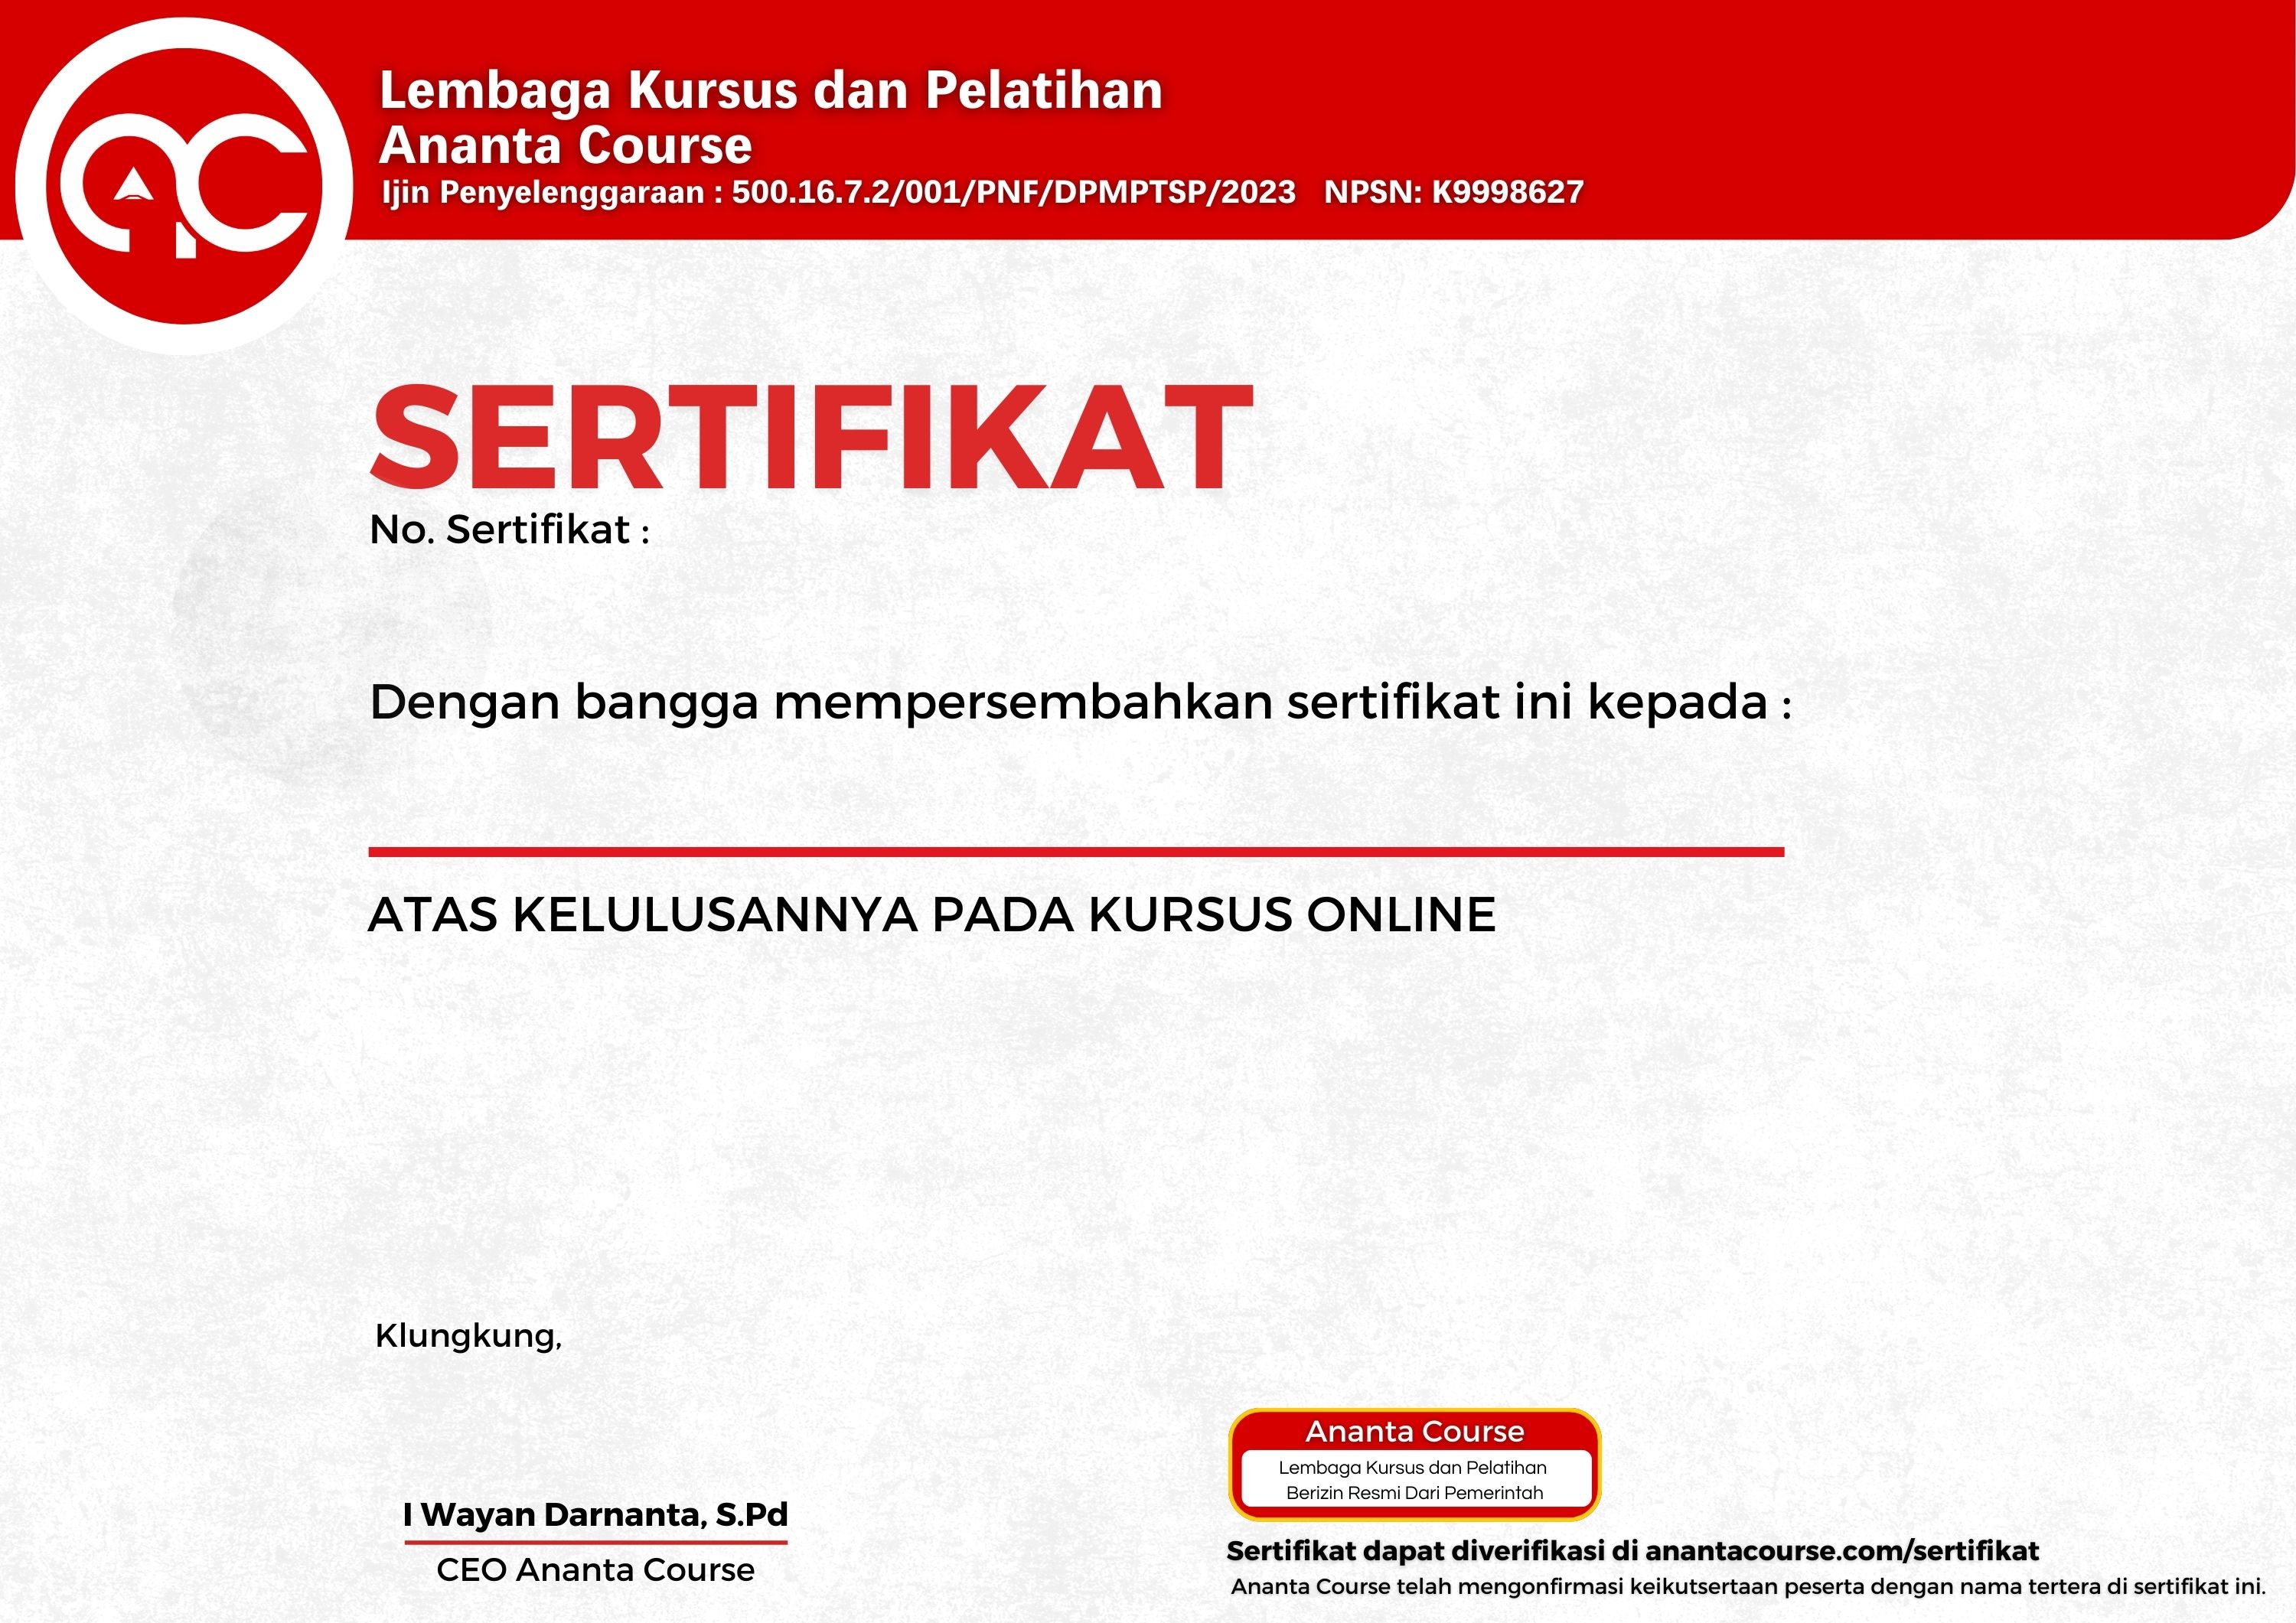 Lembaga Kursus dan Pelatihan
Ananta Course
Ijin Penyelenggaraan : 500.16.7.2/001/PNF/DPMPTSP/2023 NPSN: K9998627
SERTIFIKAT
No. Sertifikat :
Dengan bangga mempersembahkan sertifikat ini kepada :
ATAS KELULUSANNYA PADA KURSUS ONLINE
Klungkung,
I Wayan Darnanta, S.Pd
CEO Ananta Course
Ananta Course
Lembaga Kursus dan Pelatihan
Berizin Resmi Dari Pemerintah
Sertifikat dapat diverifikasi di anantacourse.com/sertifikat
Ananta Course telah mengonfirmasi keikutsertaan peserta dengan nama tertera di sertifikat ini.